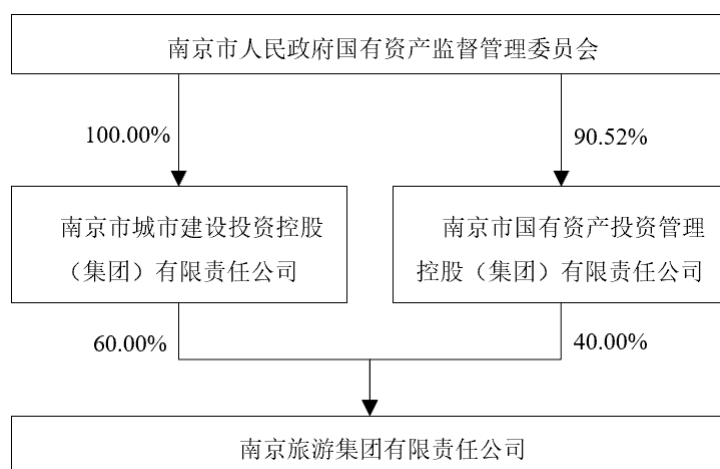 南京市人民政府国有资产监督管理委员会
100.00%
90.52%
南京市城市建设投资控股
（集团）有限责任公司
南京市国有资产投资管理
控股（集团）有限责任公司
60.00%
40.00%
南京旅游集团有限责任公司